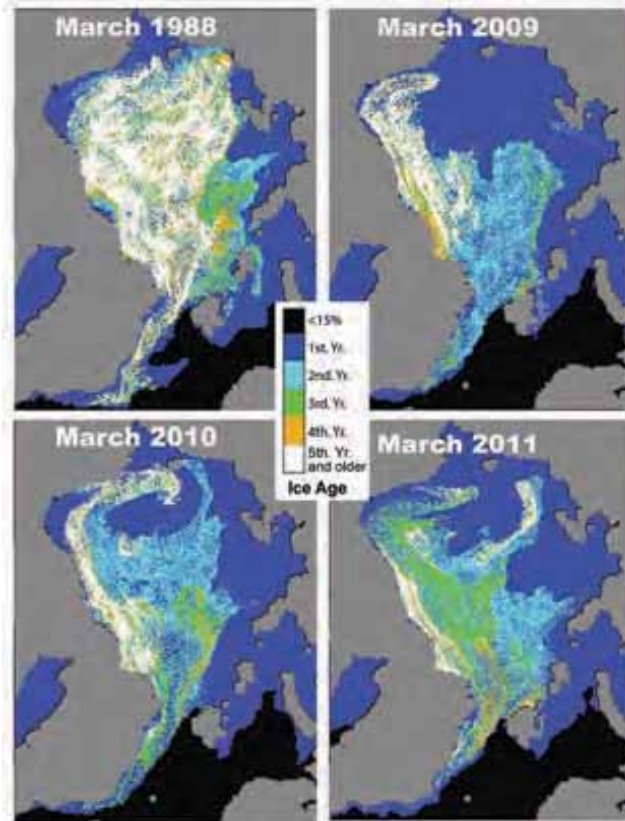 March 1988
March 2009
<15%
1st. Yr.
2nd. Yr.
3rd. Yr.
4th. Yr.
5th. Yr.
and older
Ice Age
March 2010
March 2011